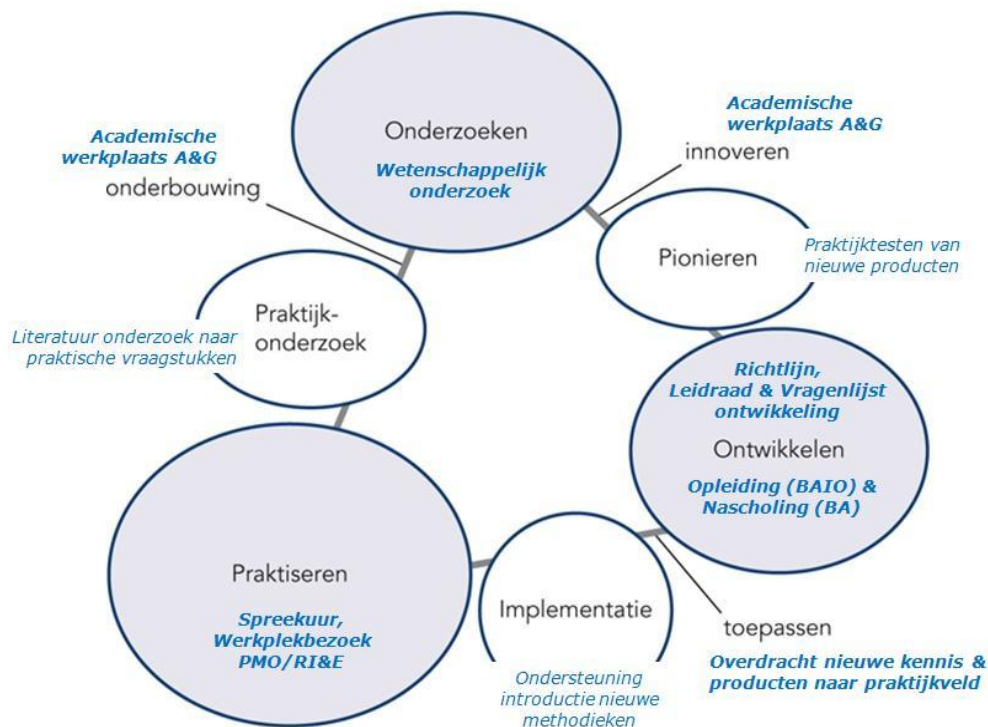 Onderzoeken
Wetenschappelijk
onderzoek
Academische
werkplaats A&G
innoveren
Academische
werkplaats A&G
onderbouwing
Pionieren
Praktijktesten van
nieuwe producten
Praktijk-
onderzoek
Literatuur onderzoek naar
praktische vraagstukken
Richtlijn,
Leidraad & Vragenlijst
ontwikkeling
Ontwikkelen
Opleiding (BAIO) &
Nascholing (BA)
Praktiseren
Spreekuur,
Werkplekbezoek
PMO/RI&E
Implementatie
Ondersteuning
introductie nieuwe
methodieken
toepassen
Overdracht nieuwe kennis &
producten naar praktijkveld